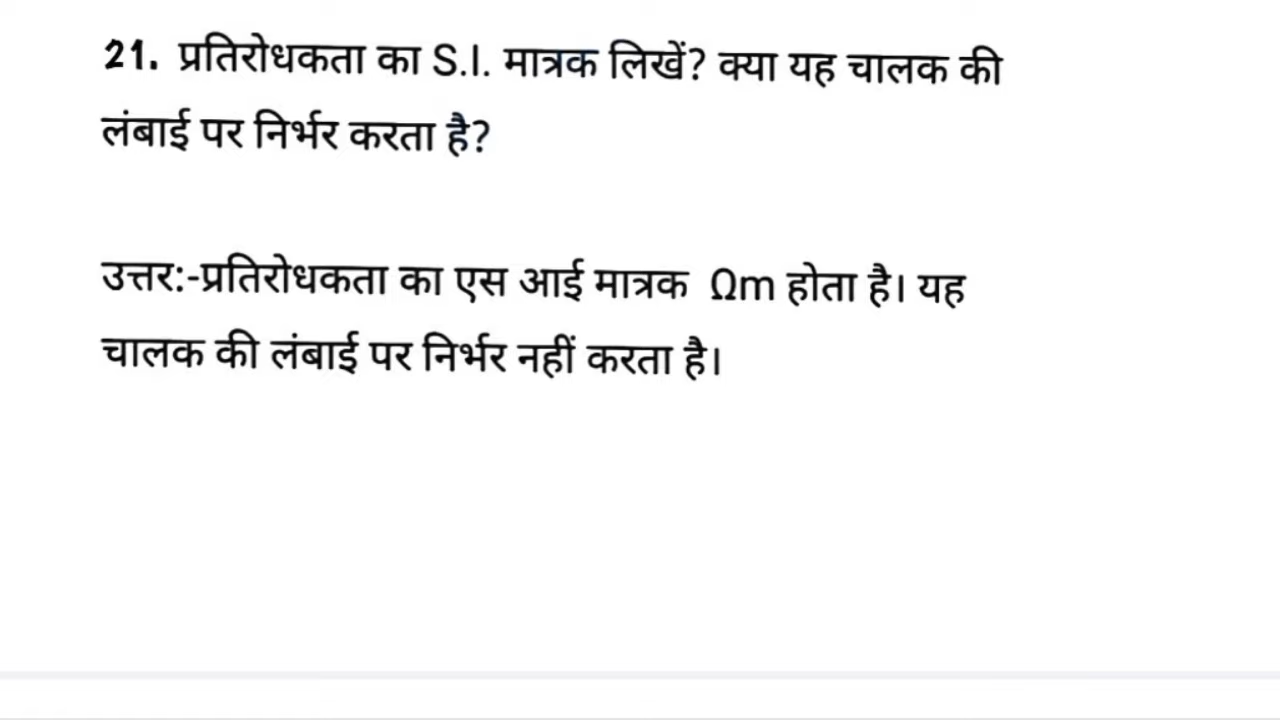 21. प्रतिरोधकता का S.I. मात्रक लिखें? क्या यह चालक की
लंबाई पर निर्भर करता है?
उत्तर:-प्रतिरोधकता का एस आई मात्रक Ωm होता है। यह
चालक की लंबाई पर निर्भर नहीं करता है।